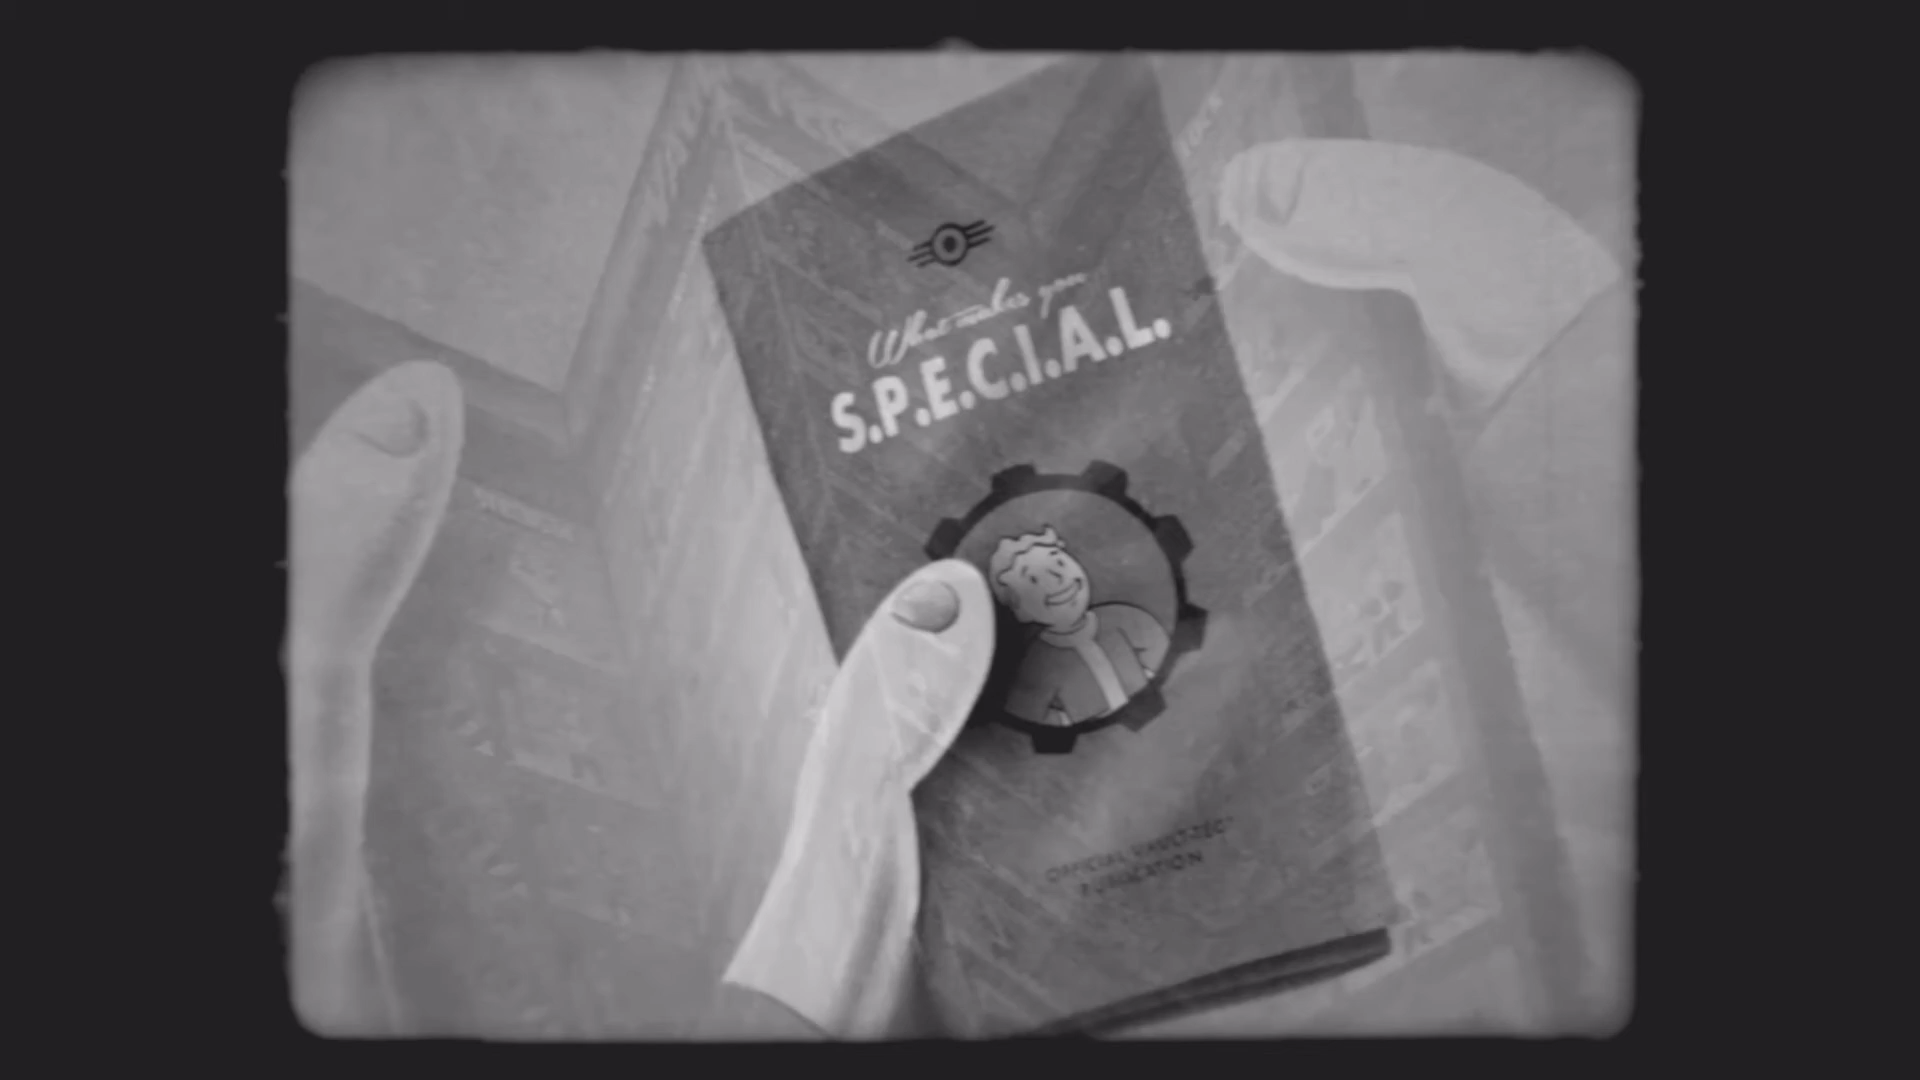 What makes you
S.P.E.C.I.A.L.
OFFICIAL VAULT-TEC
PUBLICATION